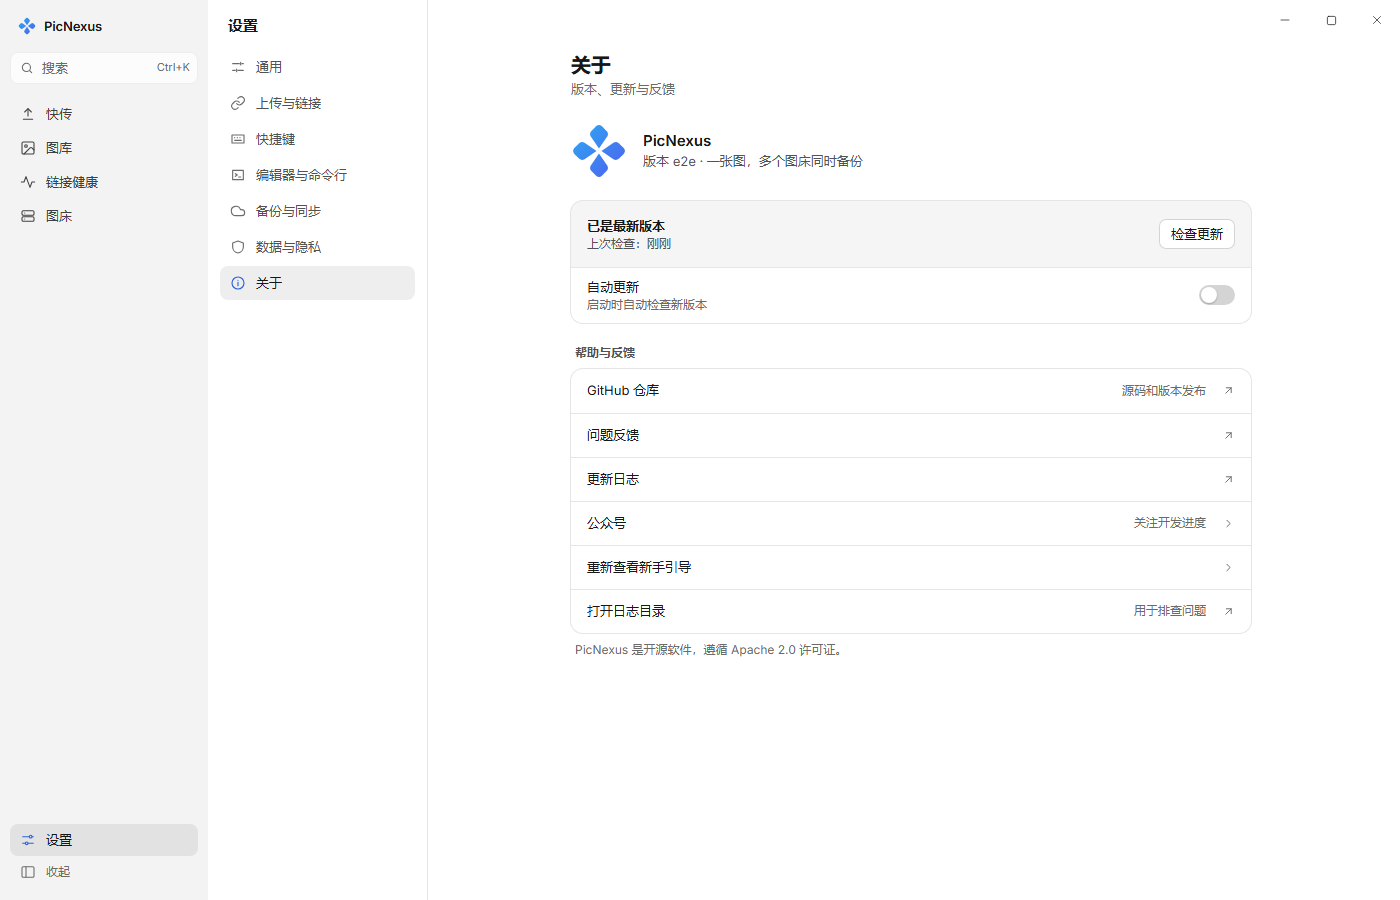 PicNexus
搜索 Ctrl+K
快传
图库
链接健康
图床
设置
收起
设置
通用
上传与链接
快捷键
编辑器与命令行
备份与同步
数据与隐私
关于
关于
版本、更新与反馈
PicNexus
版本 e2e · 一张图，多个图床同时备份
已是最新版本
上次检查：刚刚
检查更新
自动更新
启动时自动检查新版本
帮助与反馈
GitHub 仓库 源码和版本发布
问题反馈
更新日志
公众号 关注开发进度
重新查看新手引导
打开日志目录 用于排查问题
PicNexus 是开源软件，遵循 Apache 2.0 许可证。